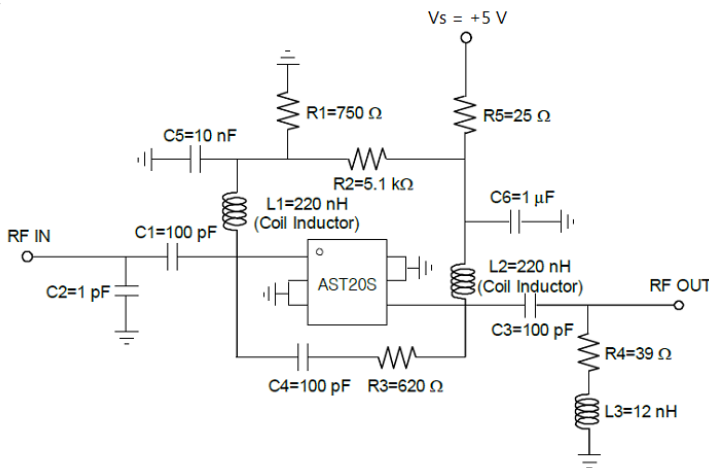 Vs = +5 V
R1=750 Ω
R5=25 Ω
C5=10 nF
R2=5.1 kΩ
C6=1 μF
L1=220 nH
(Coil Inductor)
C1=100 pF
RF IN
L2=220 nH
(Coil Inductor)
RF OUT
AST20S
C2=1 pF
C3=100 pF
R4=39 Ω
C4=100 pF
R3=620 Ω
L3=12 nH